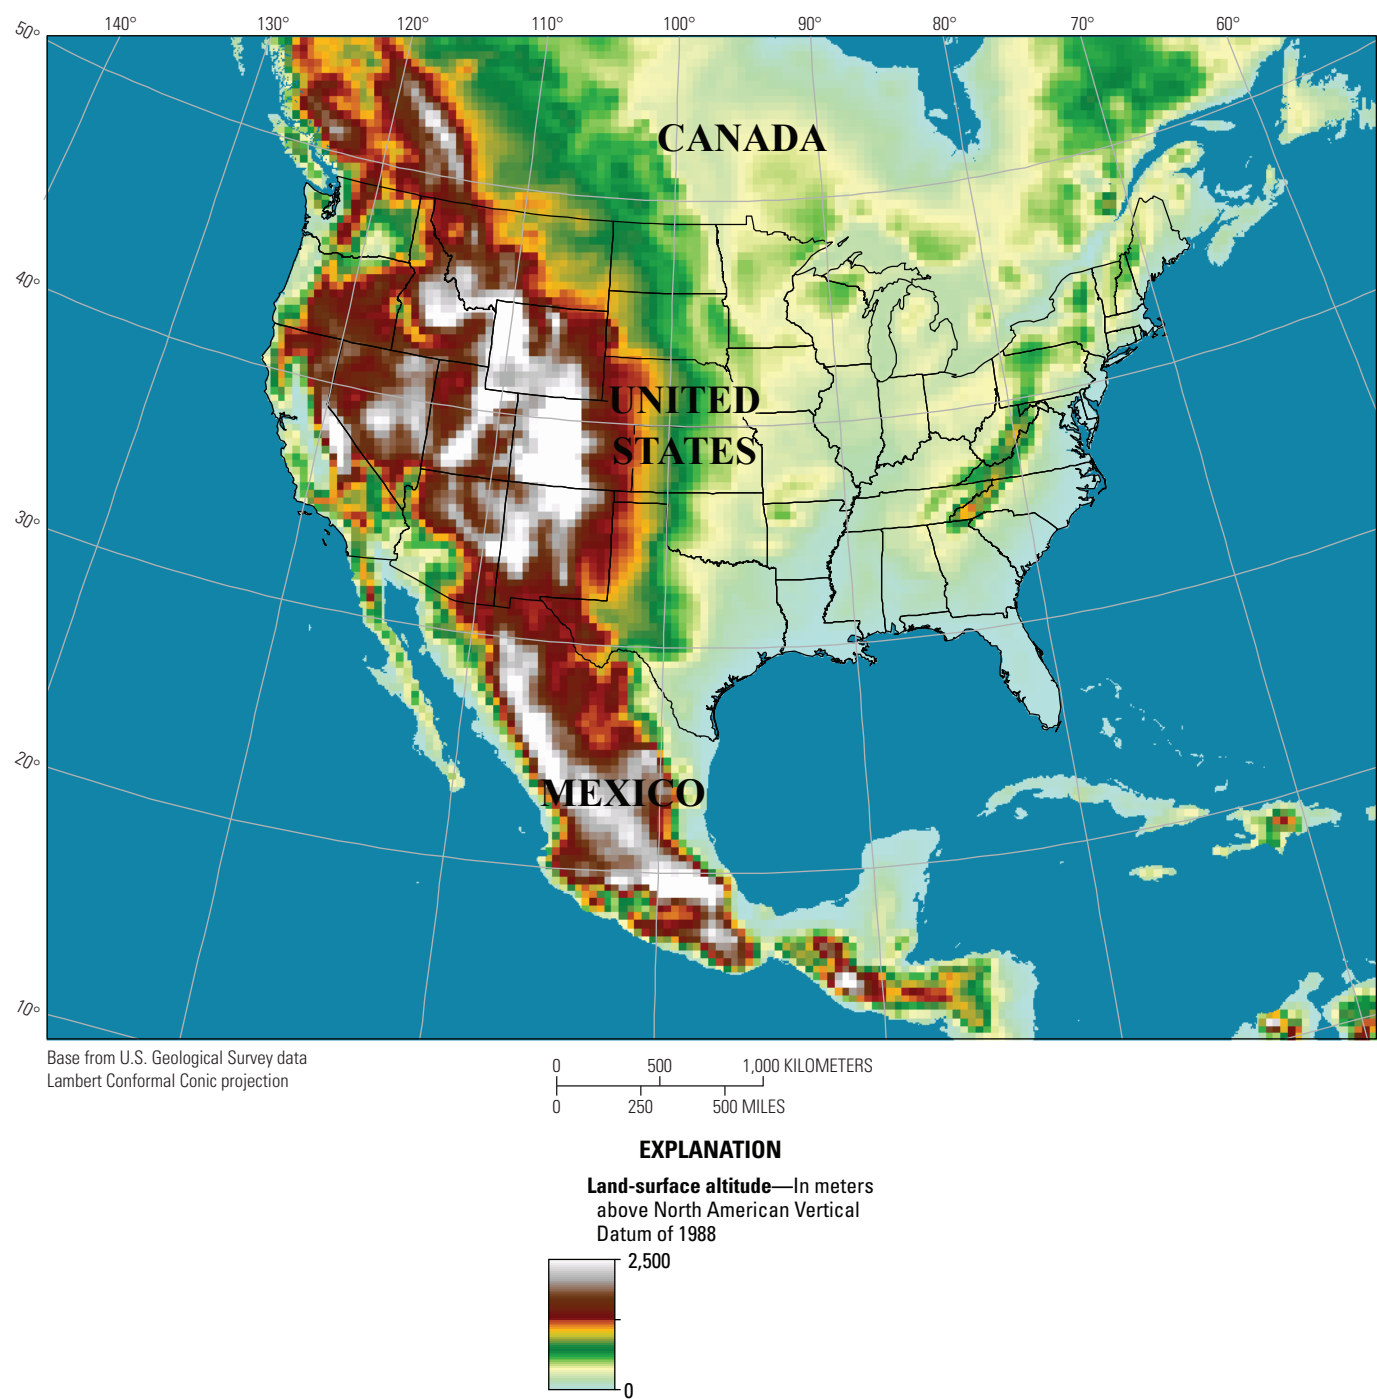 140° 130° 120° 110° 100° 90° 80° 70° 60°
50°
40°
30°
20°
10°
CANADA
UNITED
STATES
MEXICO
Base from U.S. Geological Survey data
Lambert Conformal Conic projection
0 500 1,000 KILOMETERS
0 250 500 MILES
EXPLANATION
Land-surface altitude—In meters
above North American Vertical
Datum of 1988
2,500
0